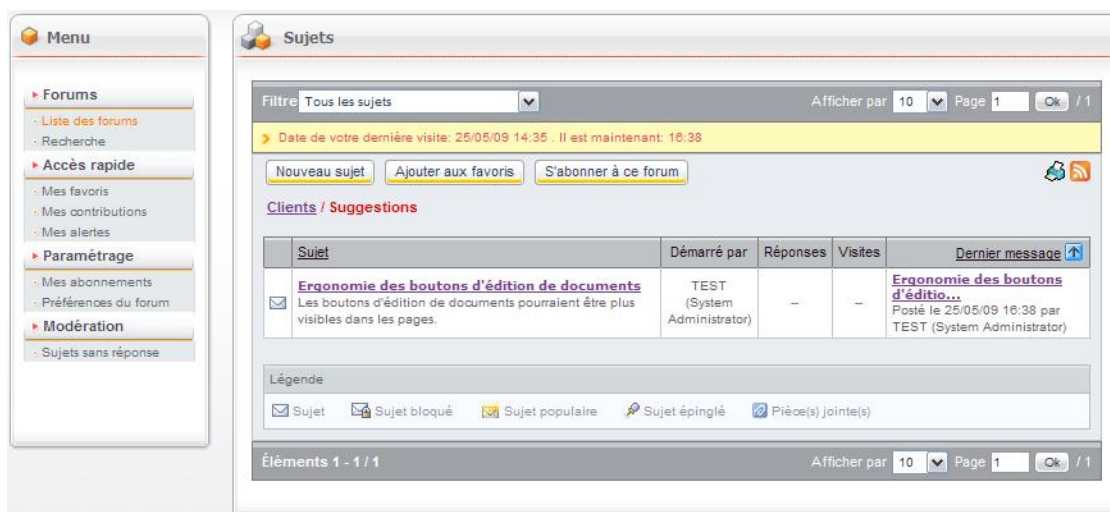 Menu
Forums
Liste des forums
Recherche
Accès rapide
Mes favoris
Mes contributions
Mes alertes
Paramétrage
Mes abonnements
Préférences du forum
Modération
Sujets sans réponse
Sujets
Filtre Tous les sujets Afficher par 10 Page 1 Ok / 1
Date de votre dernière visite: 25/05/09 14:35 . Il est maintenant: 16:38
Nouveau sujet Ajouter aux favoris S'abonner à ce forum
Clients / Suggestions
Sujet Démarré par Réponses Visites Dernier message
Ergonomie des boutons d'édition de documents
Les boutons d'édition de documents pourraient être plus
visibles dans les pages.
TEST
(System
Administrator)
--
--
Ergonomie des boutons
d'éditio...
Posté le 25/05/09 16:38 par
TEST (System Administrator)
Légende
Sujet Sujet bloqué Sujet populaire Sujet épinglé Pièce(s) jointe(s)
Éléments 1 - 1 / 1 Afficher par 10 Page 1 Ok / 1